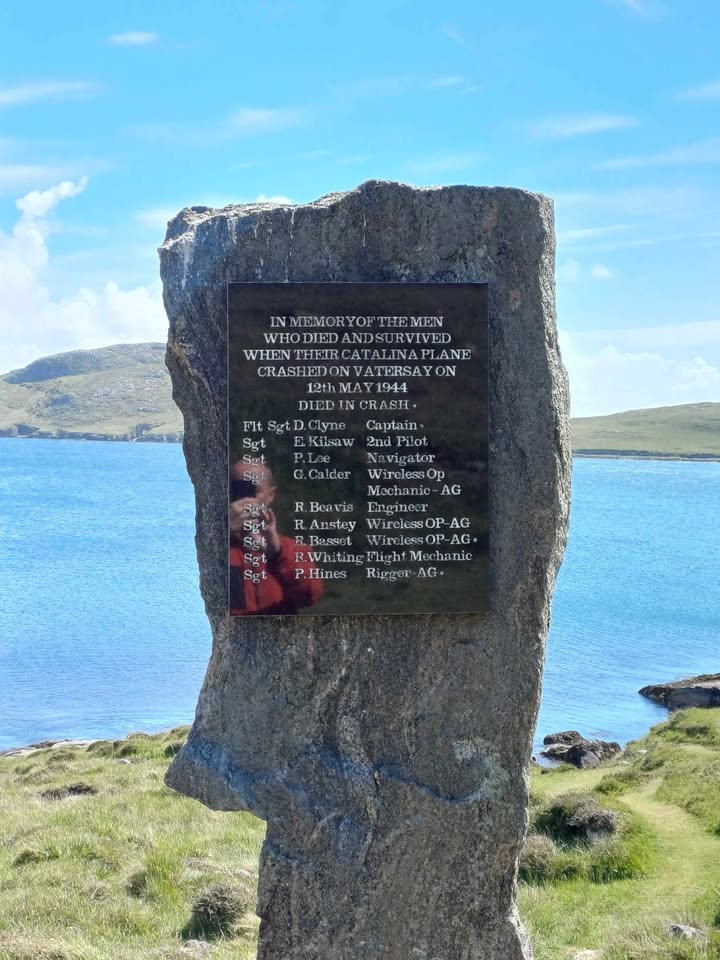 IN MEMORY OF THE MEN
WHO DIED AND SURVIVED
WHEN THEIR CATALINA PLANE
CRASHED ON VATERSAY ON
12th MAY 1944
DIED IN CRASH •
Flt Sgt D. Clyne Captain •
Sgt E. Kilsaw 2nd Pilot
Sgt P. Lee Navigator
Sgt G. Calder Wireless Op
Mechanic - AG
Sgt R. Beavis Engineer
Sgt R. Anstey Wireless OP-AG
Sgt R. Basset Wireless OP-AG •
Sgt R. Whiting Flight Mechanic
Sgt P. Hines Rigger-AG •